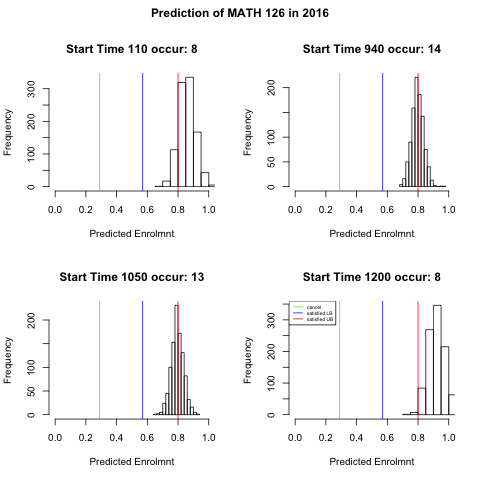 Prediction of MATH 126 in 2016
Start Time 110 occur: 8
Frequency
0 100 200 300
0.0 0.2 0.4 0.6 0.8 1.0
Predicted Enrolmnt
Start Time 940 occur: 14
Frequency
0 50 100 200
0.0 0.2 0.4 0.6 0.8 1.0
Predicted Enrolmnt
Start Time 1050 occur: 13
Frequency
0 50 100 200
0.0 0.2 0.4 0.6 0.8 1.0
Predicted Enrolmnt
Start Time 1200 occur: 8
cancel
satisfied LB
satisfied UB
Frequency
0 100 200 300
0.0 0.2 0.4 0.6 0.8 1.0
Predicted Enrolmnt